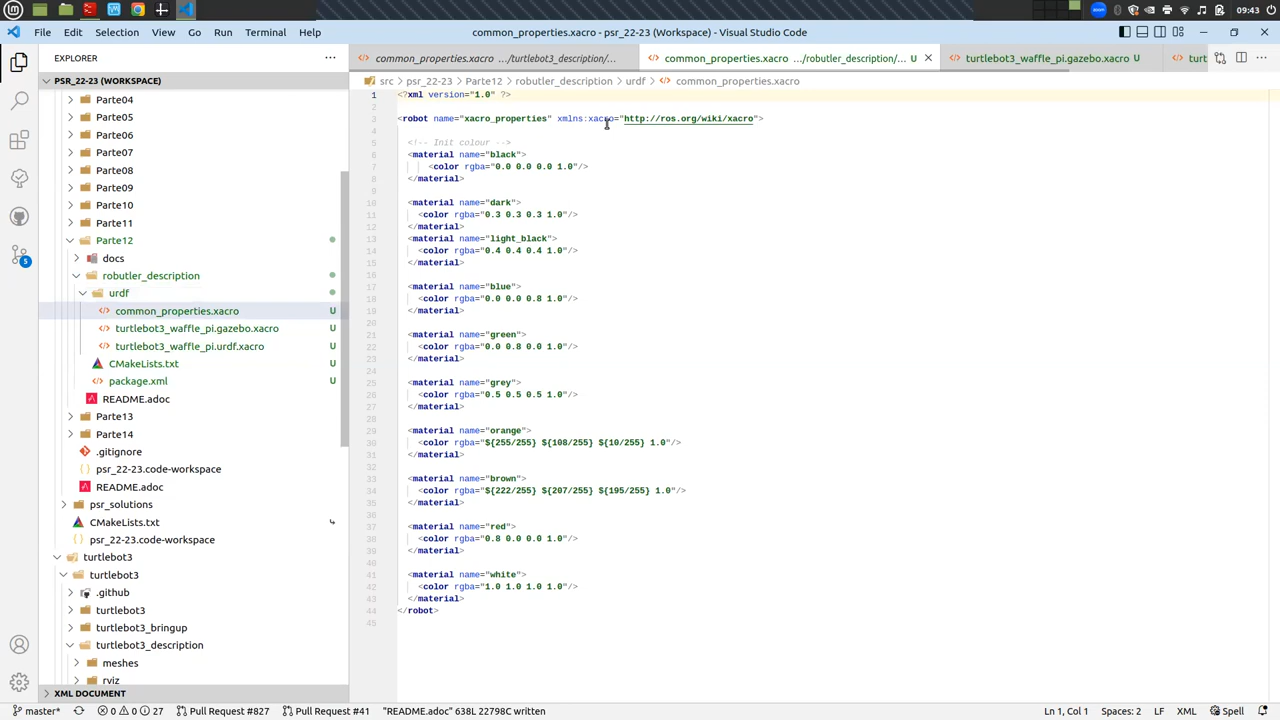 09:43
File Edit Selection View Go Run Terminal Help
common_properties.xacro - psr_22-23 (Workspace) - Visual Studio Code
EXPLORER
common_properties.xacro .../turtlebot3_description/...
common_properties.xacro .../robutler_description/... U
turtlebot3_waffle_pi.gazebo.xacro U
turt
PSR_22-23 (WORKSPACE)
src > psr_22-23 > Parte12 > robutler_description > urdf > common_properties.xacro
Parte04
Parte05
Parte06
Parte07
Parte08
Parte09
Parte10
Parte11
Parte12
docs
robutler_description
urdf
common_properties.xacro U
turtlebot3_waffle_pi.gazebo.xacro U
turtlebot3_waffle_pi.urdf.xacro U
CMakeLists.txt U
package.xml U
README.adoc
Parte13
Parte14
.gitignore
psr_22-23.code-workspace
README.adoc
psr_solutions
CMakeLists.txt
psr_22-23.code-workspace
turtlebot3
turtlebot3
.github
turtlebot3
turtlebot3_bringup
turtlebot3_description
meshes
rviz
XML DOCUMENT
5
1 <?xml version="1.0" ?>
2
3 <robot name="xacro_properties" xmlns:xacro="http://ros.org/wiki/xacro">
4
5 <!-- Init colour -->
6 <material name="black">
7 <color rgba="0.0 0.0 0.0 1.0"/>
8 </material>
9
10 <material name="dark">
11 <color rgba="0.3 0.3 0.3 1.0"/>
12 </material>
13 <material name="light_black">
14 <color rgba="0.4 0.4 0.4 1.0"/>
15 </material>
16
17 <material name="blue">
18 <color rgba="0.0 0.0 0.8 1.0"/>
19 </material>
20
21 <material name="green">
22 <color rgba="0.0 0.8 0.0 1.0"/>
23 </material>
24
25 <material name="grey">
26 <color rgba="0.5 0.5 0.5 1.0"/>
27 </material>
28
29 <material name="orange">
30 <color rgba="${255/255} ${108/255} ${10/255} 1.0"/>
31 </material>
32
33 <material name="brown">
34 <color rgba="${222/255} ${207/255} ${195/255} 1.0"/>
35 </material>
36
37 <material name="red">
38 <color rgba="0.8 0.0 0.0 1.0"/>
39 </material>
40
41 <material name="white">
42 <color rgba="1.0 1.0 1.0 1.0"/>
43 </material>
44 </robot>
45
master* 0 0 27 Pull Request #827 Pull Request #41 "README.adoc" 638L 22798C written Ln 1, Col 1 Spaces: 2 LF XML Spell